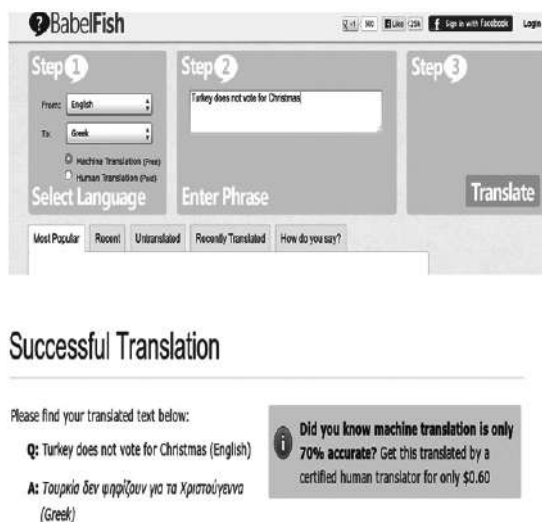 BabelFish
Like
Sign in with Facebook
Login
Step 1
Step 2
Step 3
From: English
Turkey does not vote for Christmas
To: Greek
Machine Translation (Free)
Human Translation (Paid)
Select Language
Enter Phrase
Translate
Most Popular
Recent
Untranslated
Recently Translated
How do you say?
Successful Translation
Please find your translated text below:
Q: Turkey does not vote for Christmas (English)
A: Τουρκία δεν ψηφίζουν για τα Χριστούγεννα
(Greek)
Did you know machine translation is only
70% accurate? Get this translated by a
certified human translator for only $0.60